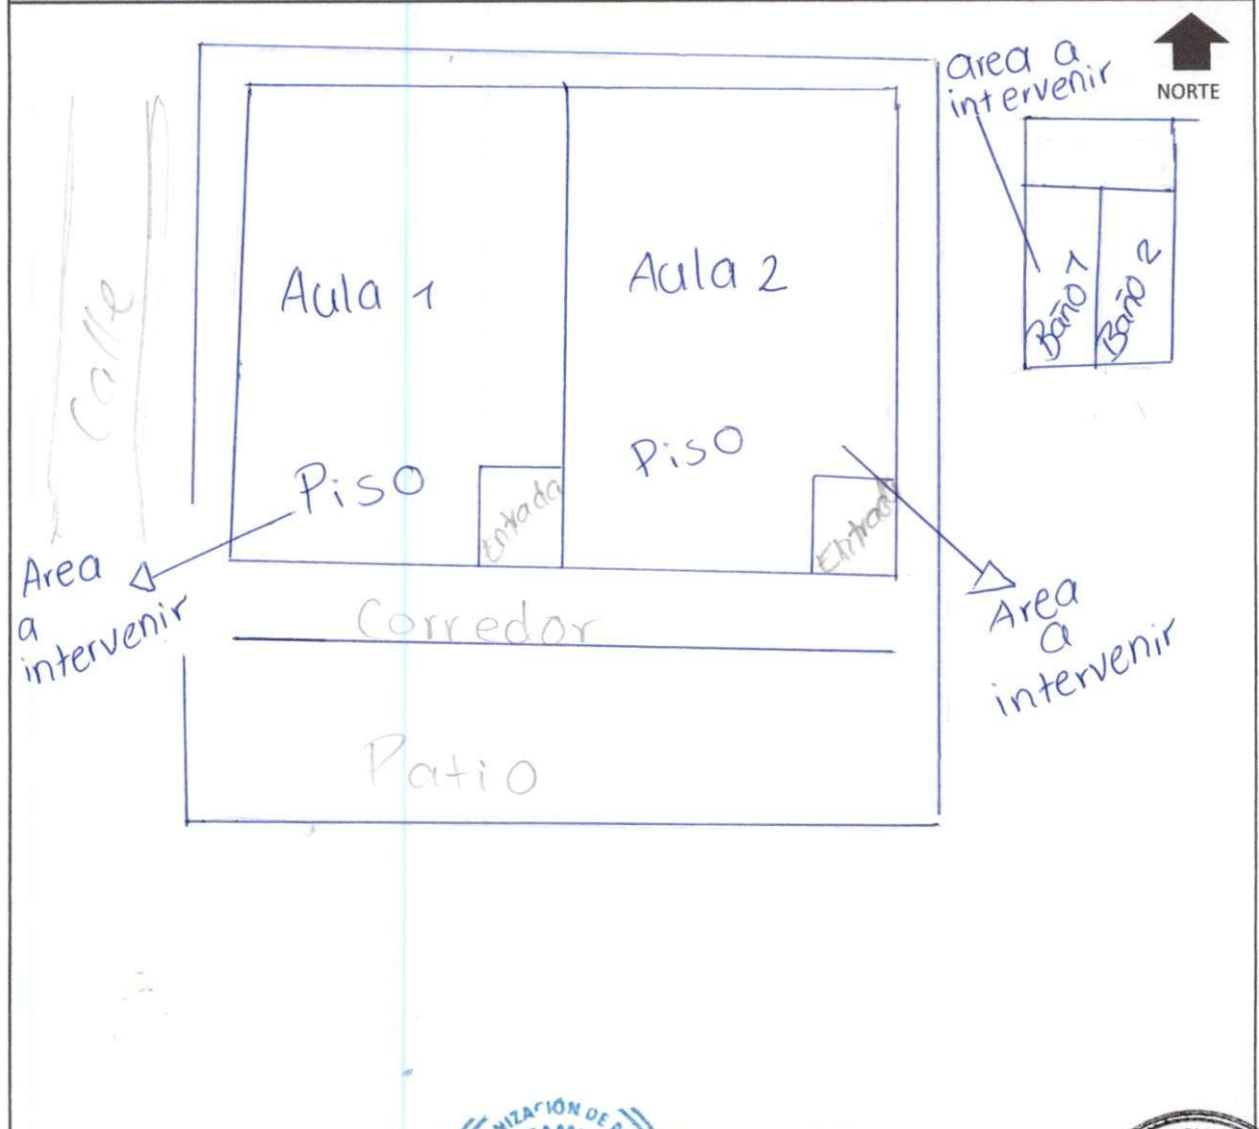 area a
intervenir
NORTE
Calle
Aula 1
Aula 2
Baño 1
Baño 2
Piso
Piso
Entrada
Entrad
Area
a
intervenir
Corredor
Area
a
intervenir
Patio